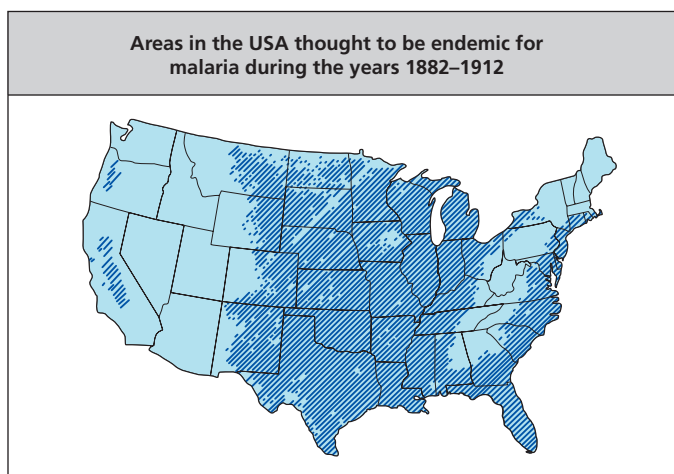 Areas in the USA thought to be endemic for
malaria during the years 1882–1912